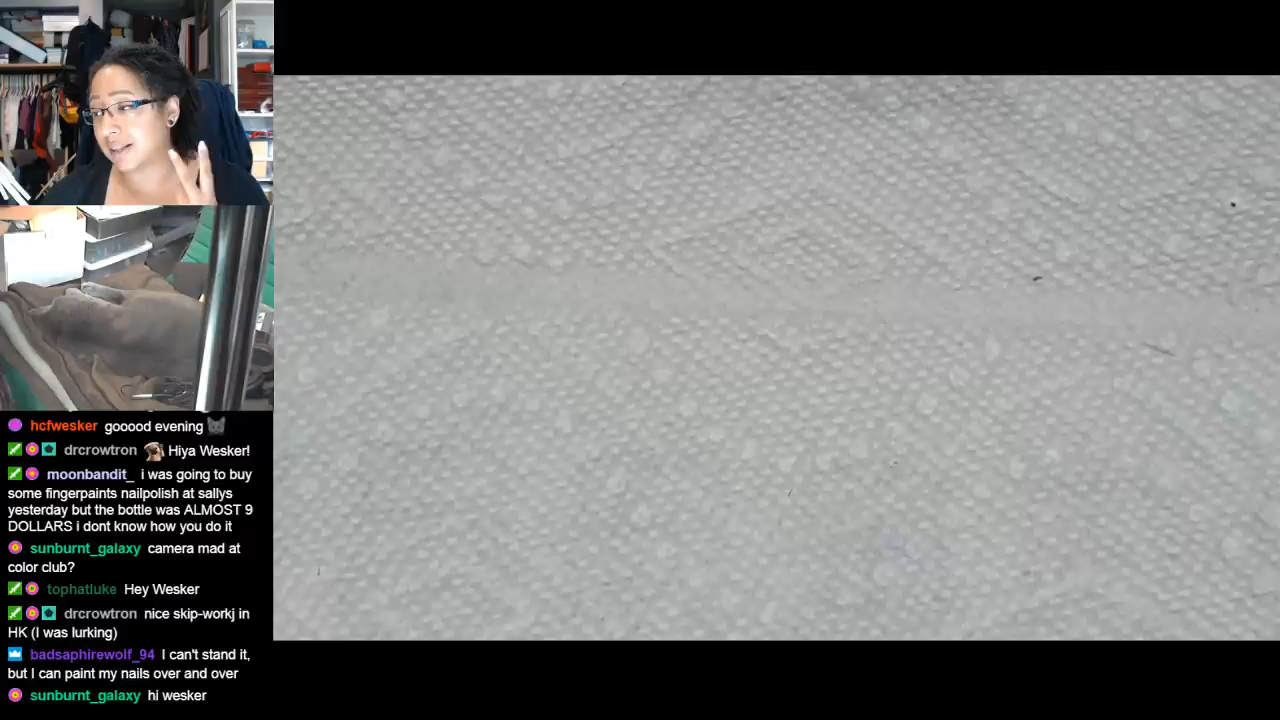 hcfwesker gooood evening
drcrowtron Hiya Wesker!
moonbandit_ i was going to buy
some fingerpaints nailpolish at sallys
yesterday but the bottle was ALMOST 9
DOLLARS i dont know how you do it
sunburnt_galaxy camera mad at
color club?
tophatluke Hey Wesker
drcrowtron nice skip-workj in
HK (I was lurking)
badsaphirewolf_94 I can't stand it,
but I can paint my nails over and over
sunburnt_galaxy hi wesker